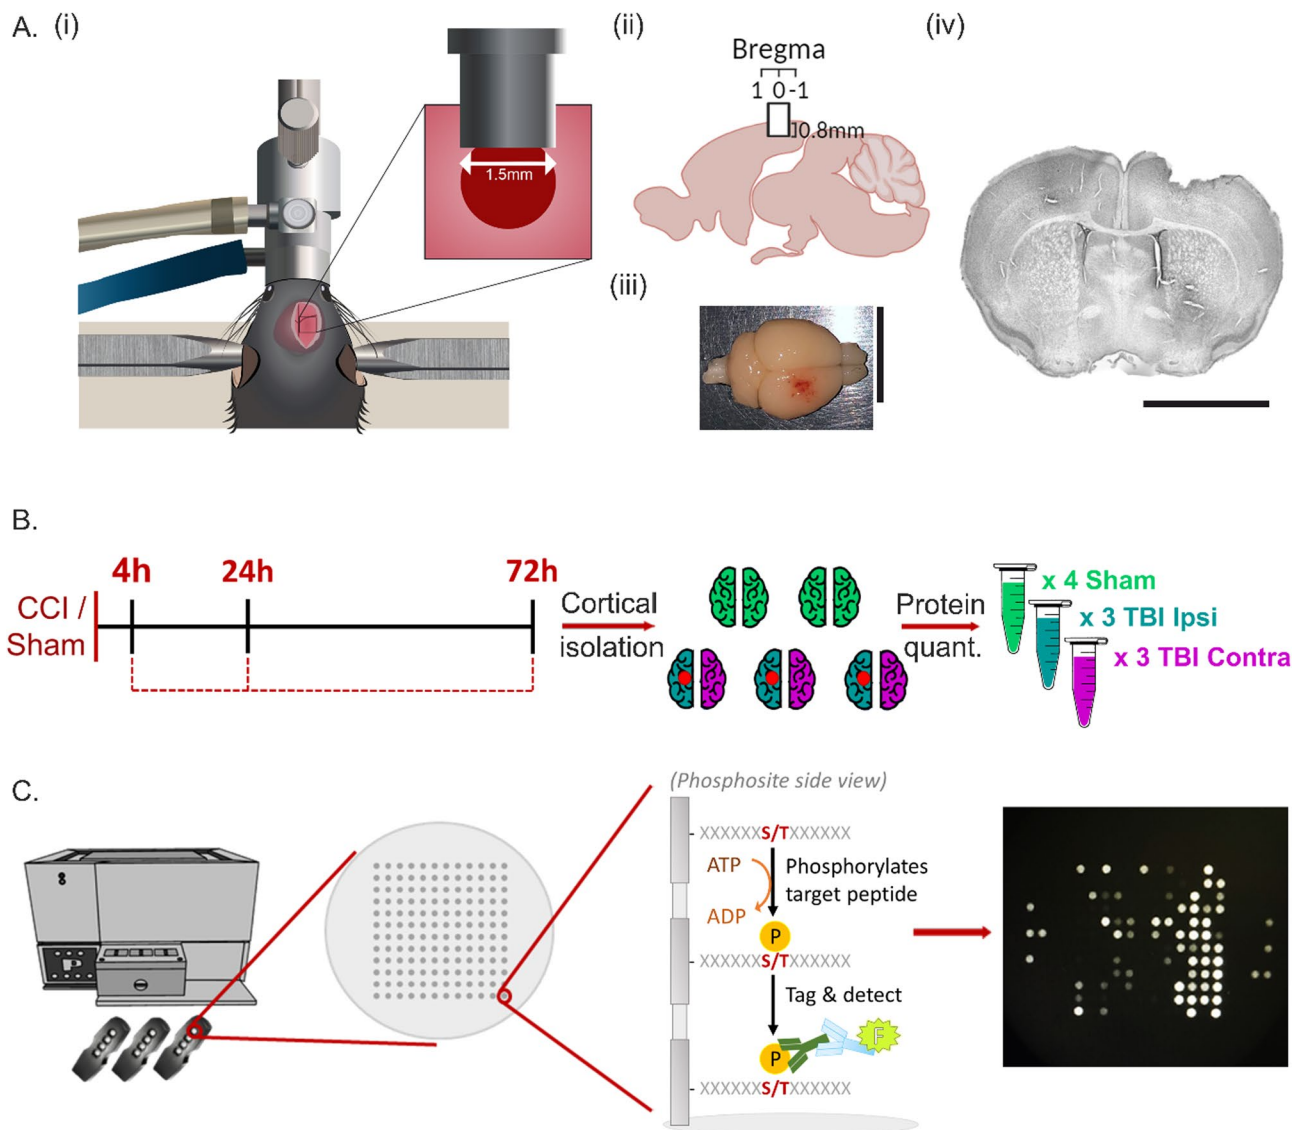 A.
(i)
(ii)
(iv)
Bregma
1 0 -1
0.8mm
1.5mm
(iii)
B.
4h
24h
72h
CCI /
Sham
Cortical
isolation
Protein
quant.
x 4 Sham
x 3 TBI Ipsi
x 3 TBI Contra
C.
(Phosphosite side view)
XXXXXXS/TXXXXXX
ATP
ADP
Phosphorylates
target peptide
P
XXXXXXS/TXXXXXX
Tag & detect
P
F
XXXXXXS/TXXXXXX
P